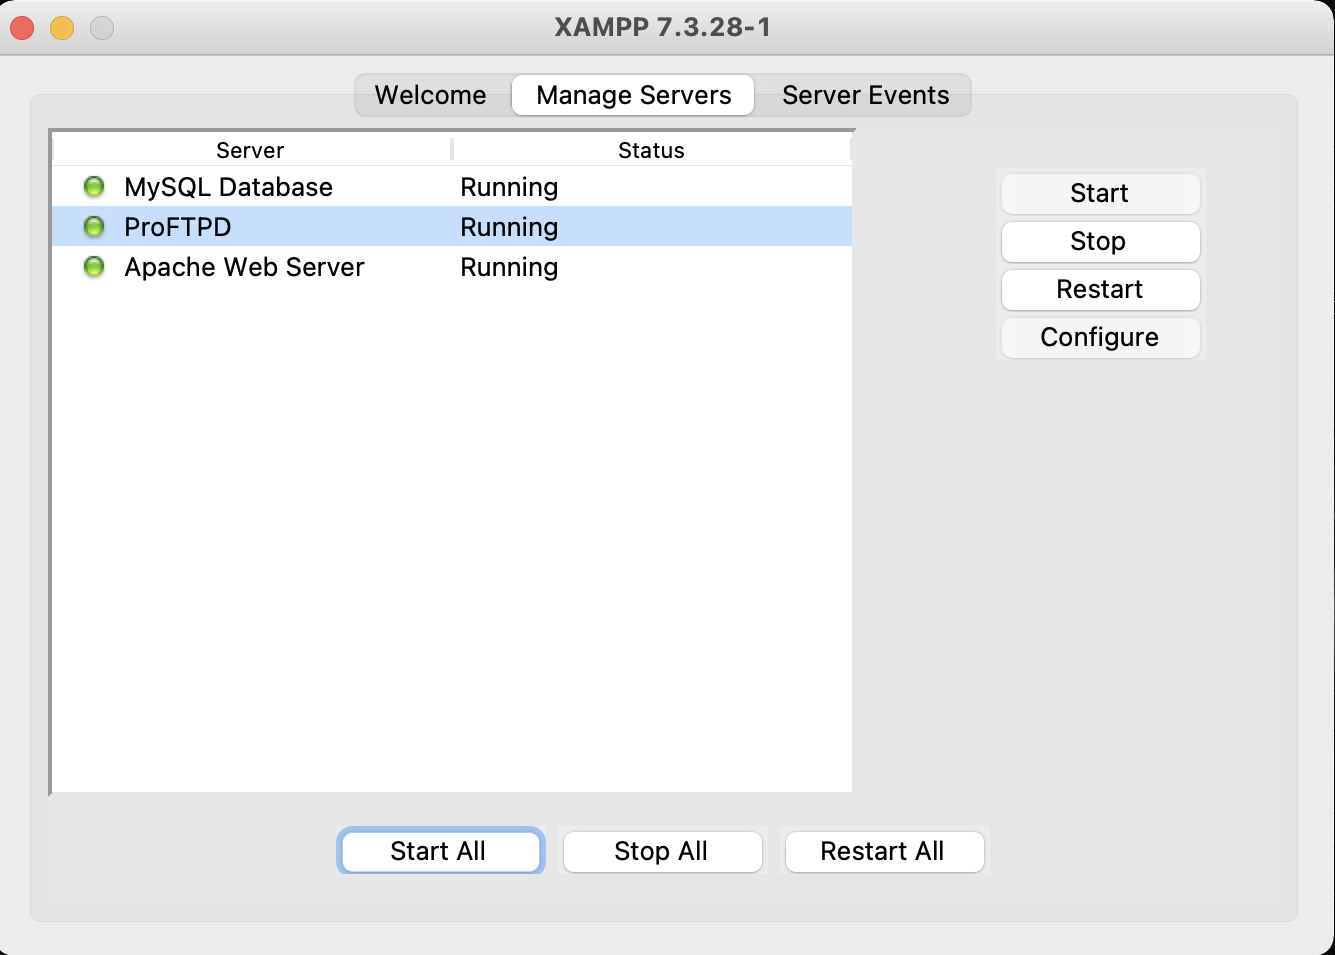 XAMPP 7.3.28-1
Welcome Manage Servers Server Events
Server Status
MySQL Database Running
ProFTPD Running
Apache Web Server Running
Start
Stop
Restart
Configure
Start All Stop All Restart All